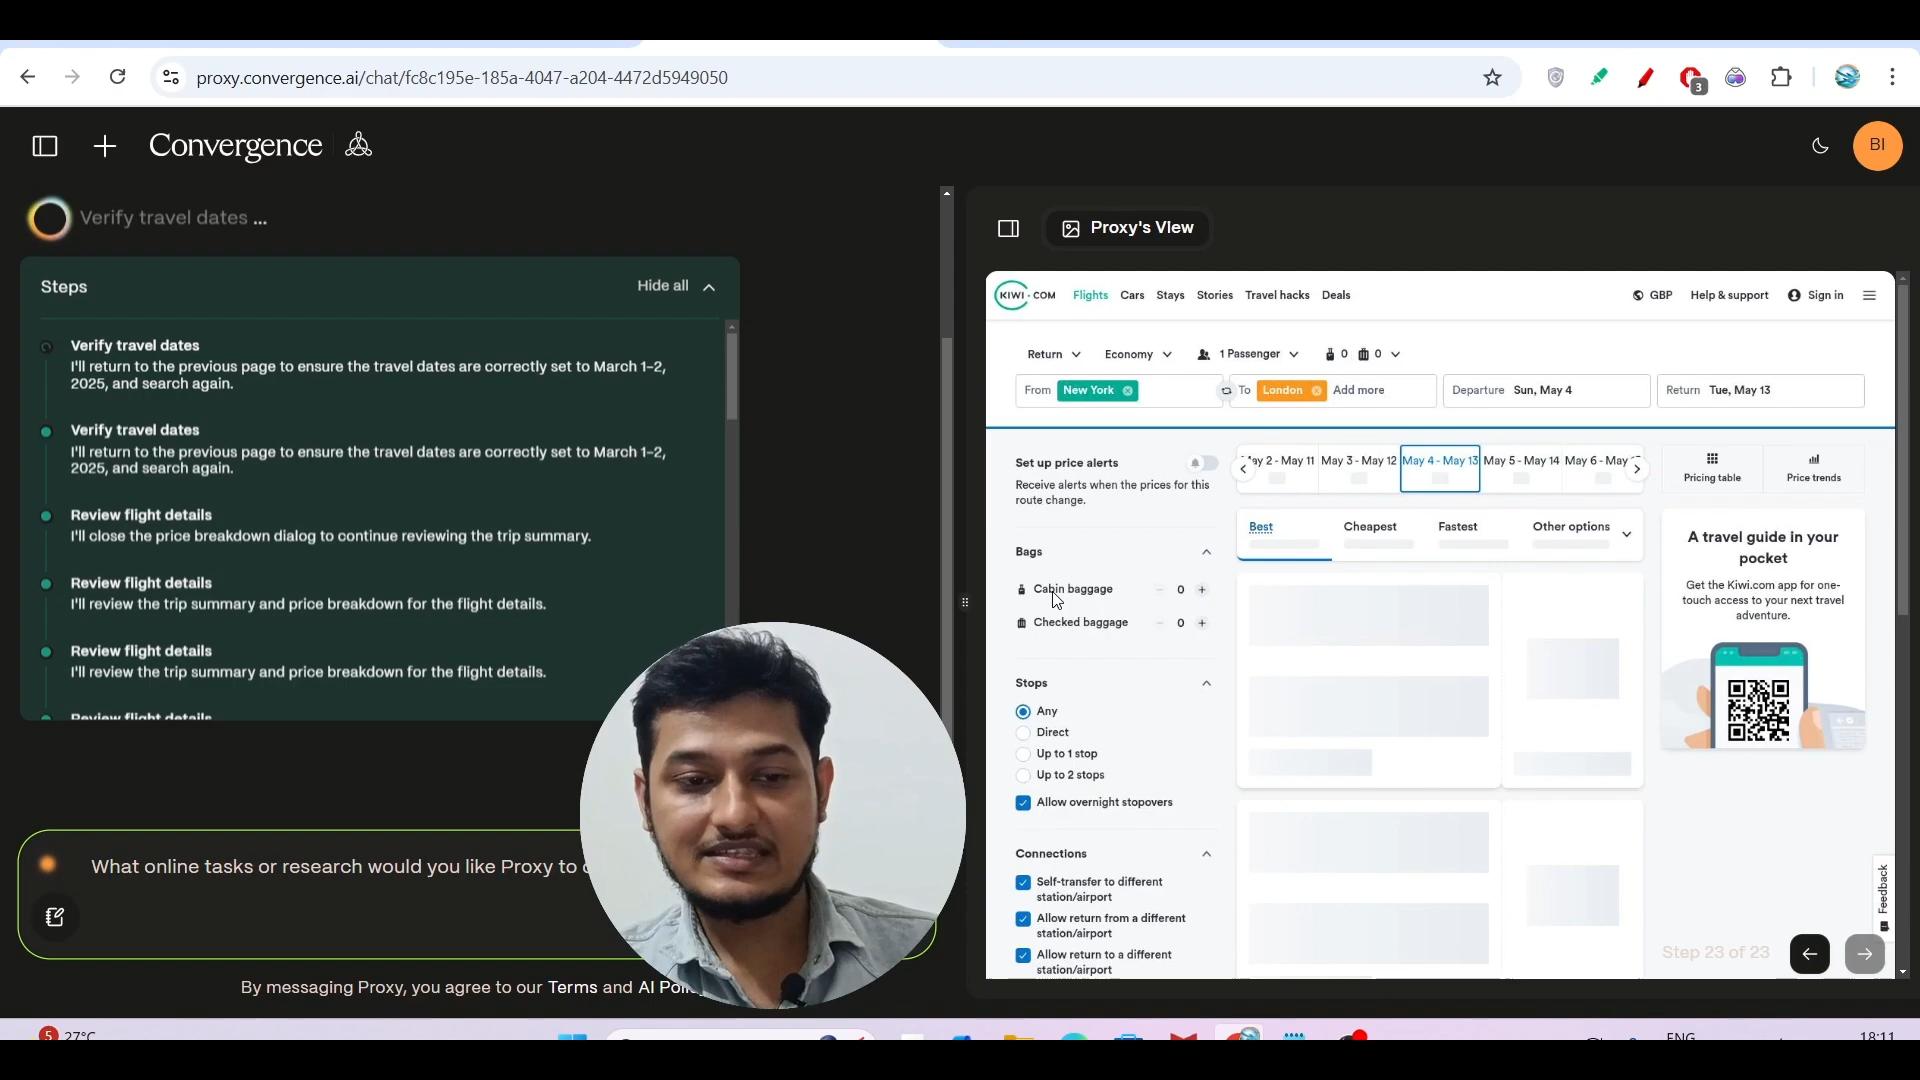 proxy.convergence.ai/chat/fc8c195e-185a-4047-a204-4472d5949050
3
Convergence
BI
Verify travel dates ...
Steps
Hide all
Verify travel dates
I'll return to the previous page to ensure the travel dates are correctly set to March 1-2,
2025, and search again.
Verify travel dates
I'll return to the previous page to ensure the travel dates are correctly set to March 1-2,
2025, and search again.
Review flight details
I'll close the price breakdown dialog to continue reviewing the trip summary.
Review flight details
I'll review the trip summary and price breakdown for the flight details.
Review flight details
I'll review the trip summary and price breakdown for the flight details.
Review flight details
What online tasks or research would you like Proxy to
By messaging Proxy, you agree to our Terms and AI
Proxy's View
KIWI.COM
Flights Cars Stays Stories Travel hacks Deals
GBP Help & support Sign in
Return Economy 1 Passenger 0 0
From New York To London Add more Departure Sun, May 4 Return Tue, May 13
Set up price alerts
Receive alerts when the prices for this
route change.
Bags
Cabin baggage 0 +
Checked baggage 0 +
Stops
Any
Direct
Up to 1 stop
Up to 2 stops
Allow overnight stopovers
Connections
Self-transfer to different
station/airport
Allow return from a different
station/airport
Allow return to a different
station/airport
May 2 - May 11 May 3 - May 12 May 4 - May 13 May 5 - May 14 May 6 - May
Best Cheapest Fastest Other options
Pricing table
Price trends
A travel guide in your
pocket
Get the Kiwi.com app for one-
touch access to your next travel
adventure.
Feedback
Step 23 of 23
5 27°C
ENG
18:11